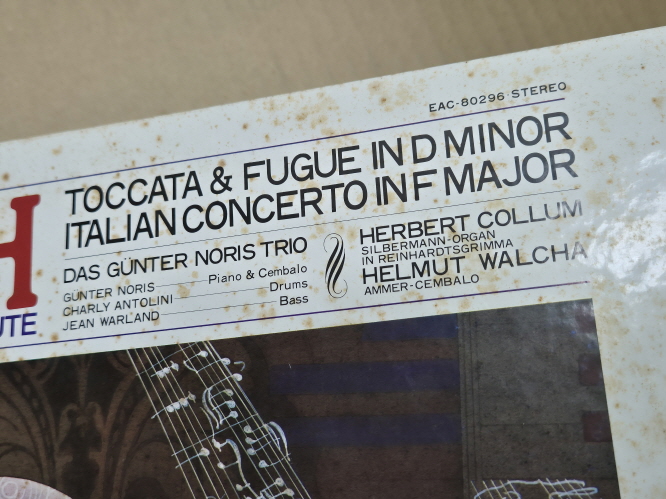 EAC-80296 STEREO
TOCCATA & FUGUE IN D MINOR
ITALIAN CONCERTO IN F MAJOR
H
UTE
DAS GÜNTER NORIS TRIO
GÜNTER NORIS Piano & Cembalo
CHARLY ANTOLINI Drums
JEAN WARLAND Bass
HERBERT COLLUM
SILBERMANN-ORGAN
IN REINHARDTSGRIMMA
HELMUT WALCHA
AMMER-CEMBALO